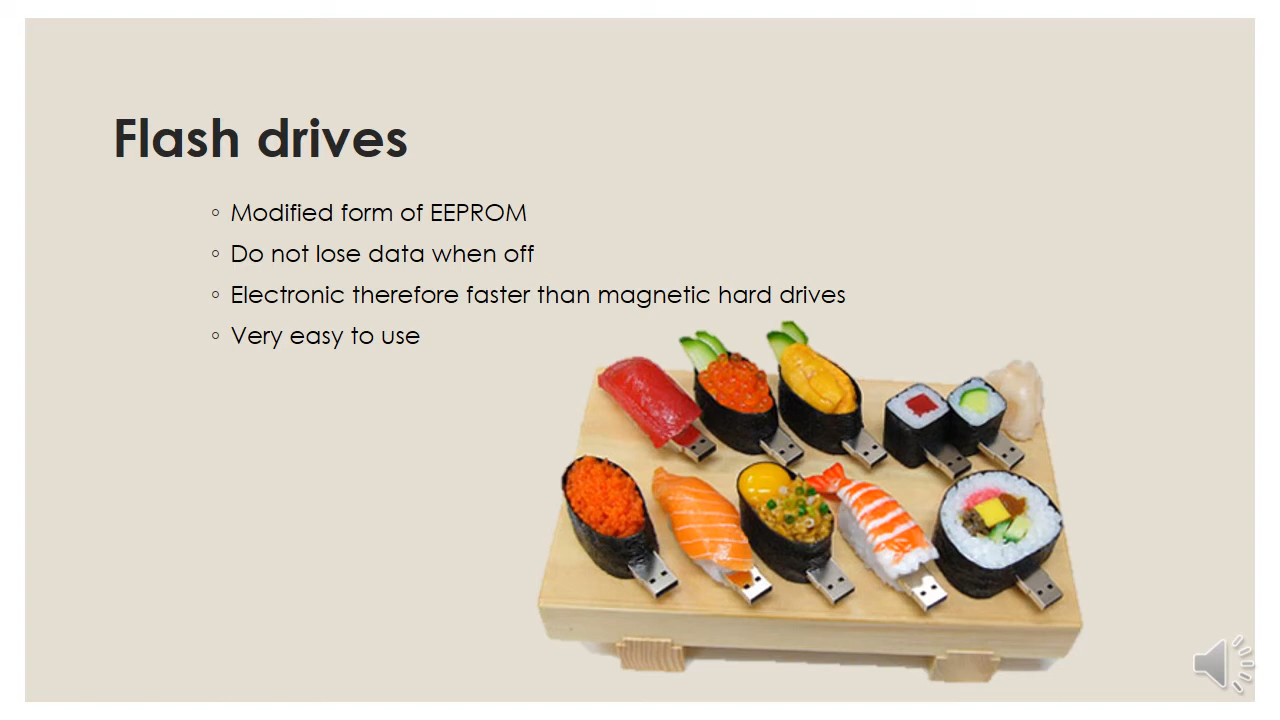 Flash drives
◦ Modified form of EEPROM
◦ Do not lose data when off
◦ Electronic therefore faster than magnetic hard drives
◦ Very easy to use